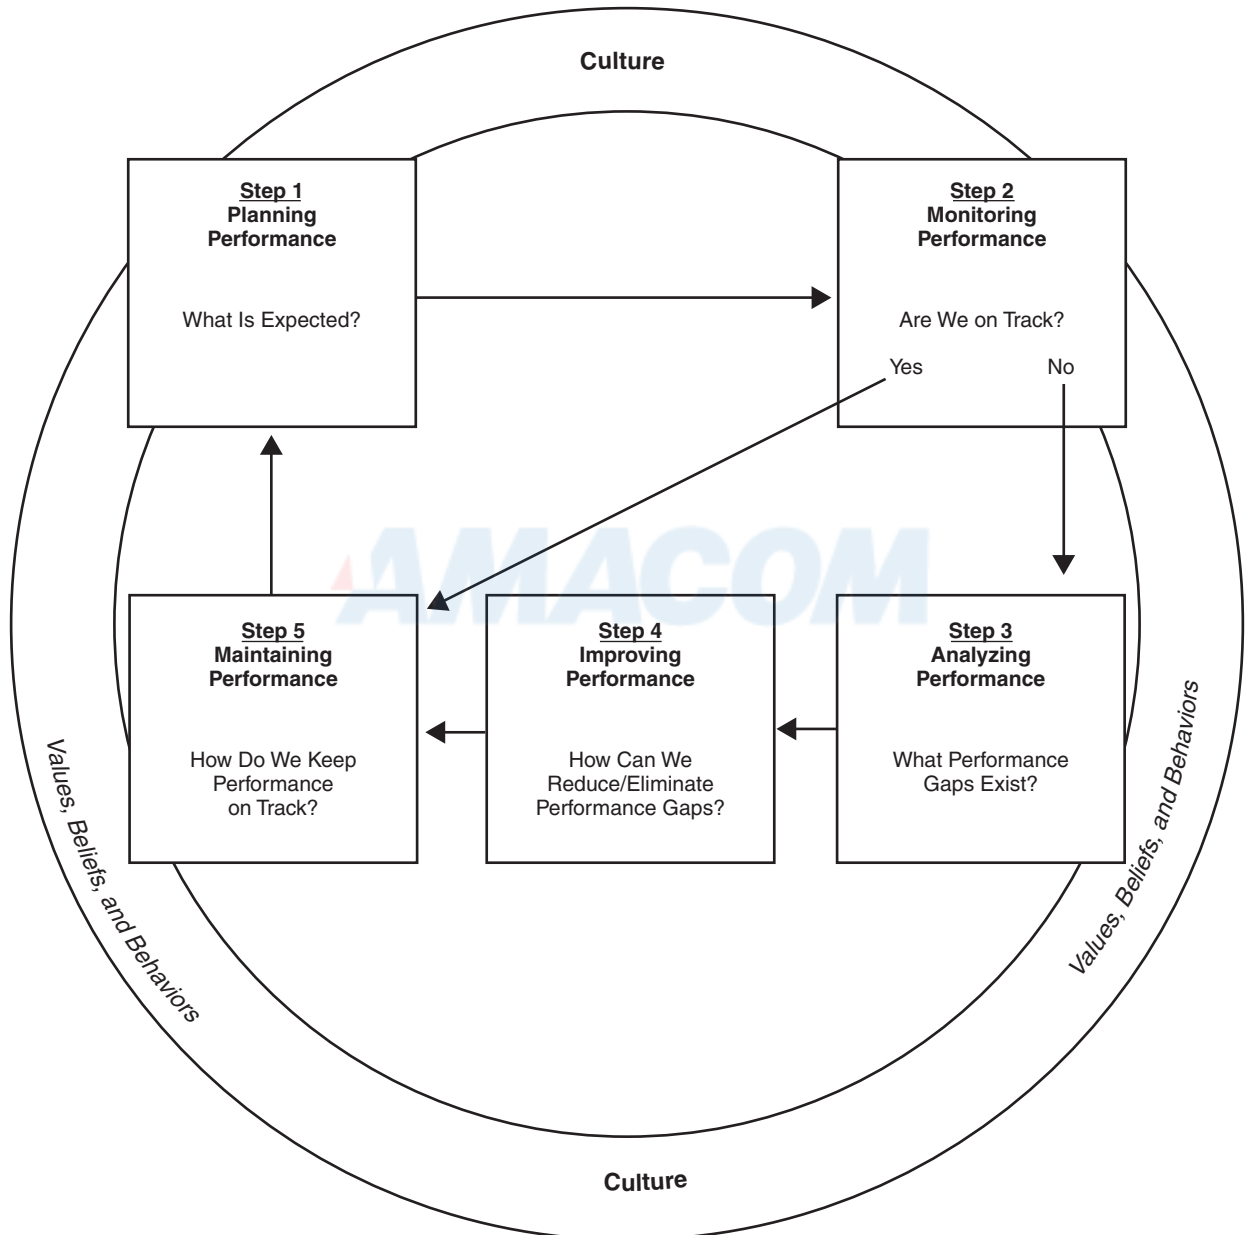 Culture
Step 1
Planning
Performance
What Is Expected?
Step 2
Monitoring
Performance
Are We on Track?
Yes No
AMACOM
Step 5
Maintaining
Performance
How Do We Keep
Performance
on Track?
Step 4
Improving
Performance
How Can We
Reduce/Eliminate
Performance Gaps?
Step 3
Analyzing
Performance
What Performance
Gaps Exist?
Values, Beliefs, and Behaviors
Values, Beliefs, and Behaviors
Culture